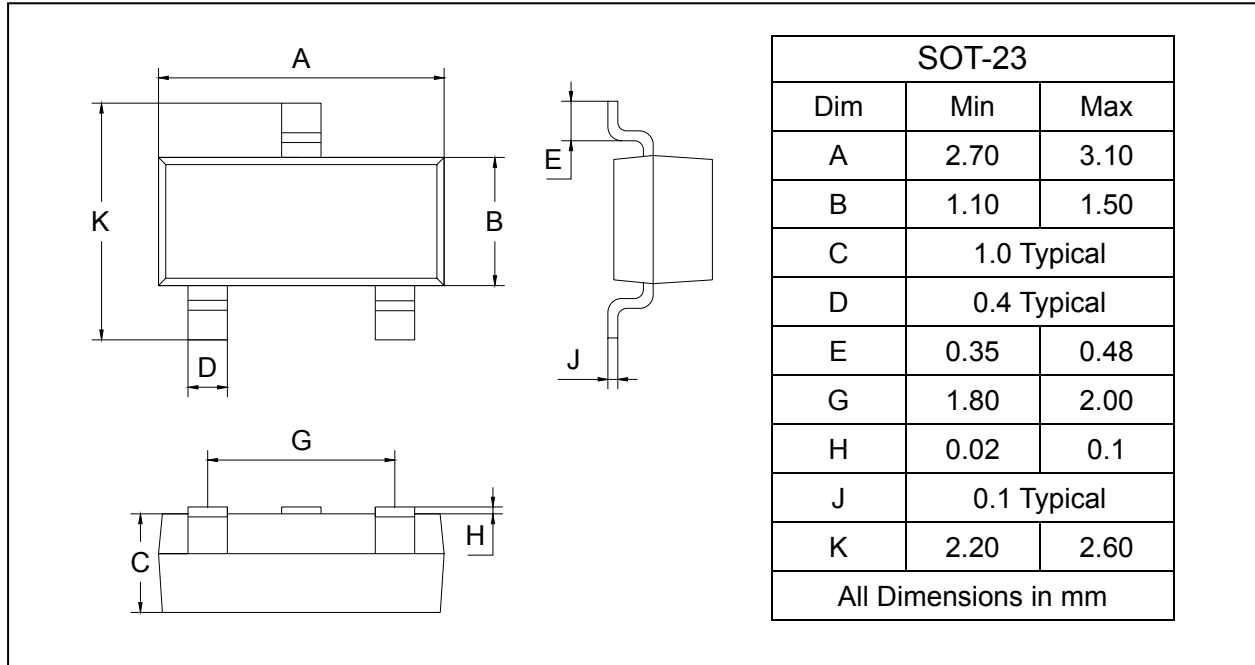 A
K
B
D
E
J
G
H
C
SOT-23
Dim Min Max
A 2.70 3.10
B 1.10 1.50
C 1.0 Typical
D 0.4 Typical
E 0.35 0.48
G 1.80 2.00
H 0.02 0.1
J 0.1 Typical
K 2.20 2.60
All Dimensions in mm